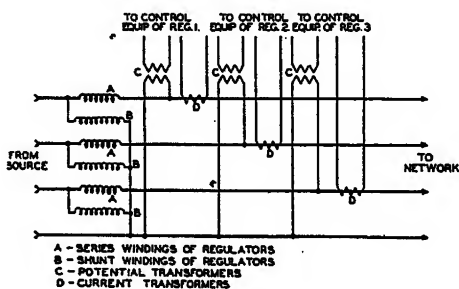 TO CONTROL TO CONTROL TO CONTROL
EQUIP. OF REG. 1. EQUIP. OF REG. 2. EQUIP. OF REG. 3
C C C
A
D
B
FROM
SOURCE
A
B
D
TO
NETWORK
A
B
D
A - SERIES WINDINGS OF REGULATORS
B - SHUNT WINDINGS OF REGULATORS
C - POTENTIAL TRANSFORMERS
D - CURRENT TRANSFORMERS